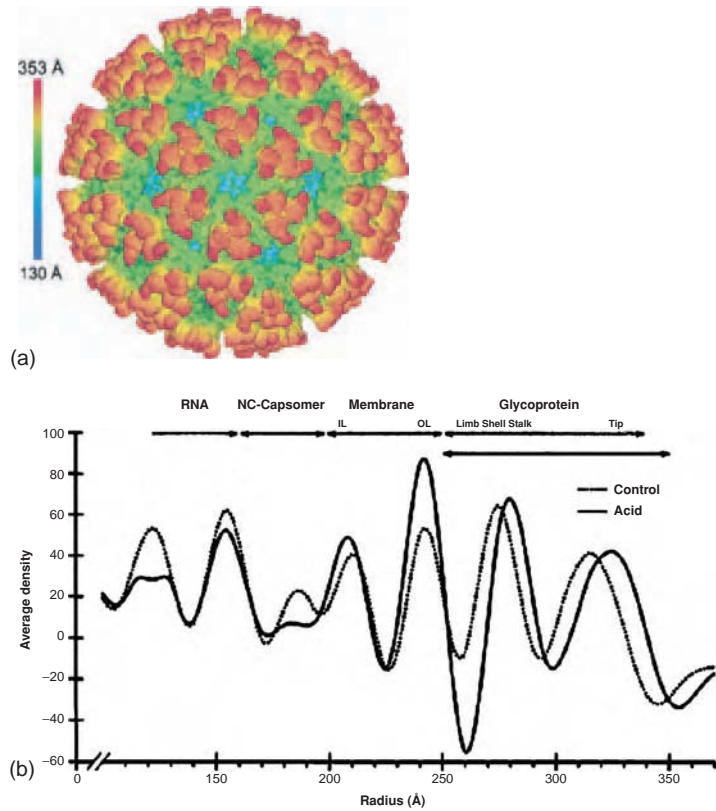 353 Å
130 Å
(a)
RNA NC-Capsomer Membrane Glycoprotein
IL OL Limb Shell Stalk Tip
100
80
60
40
20
0
−20
−40
−60
Average density
Control
Acid
0 150 200 250 300 350
Radius (Å)
(b)